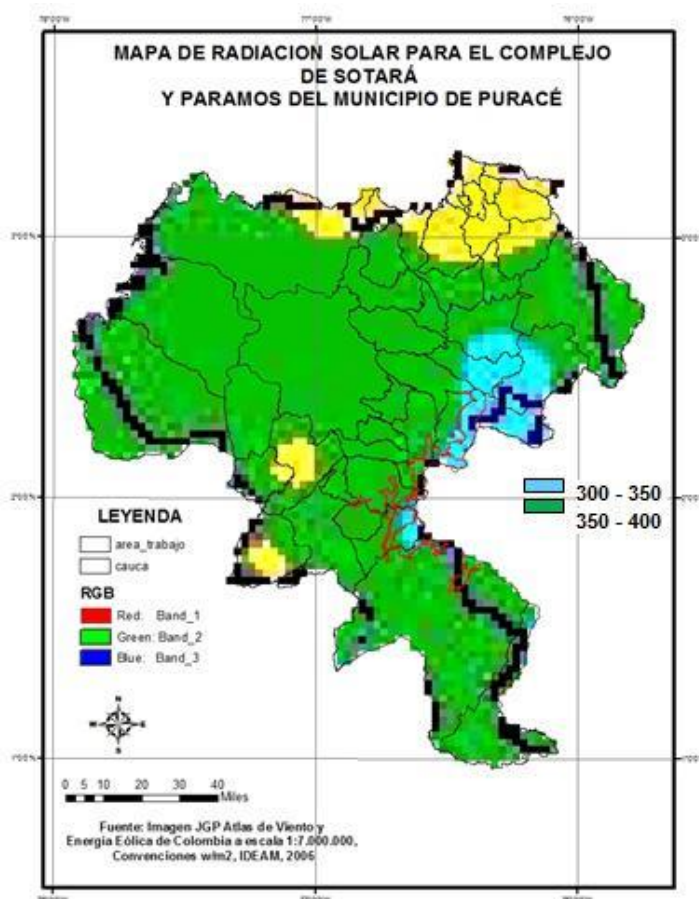 MAPA DE RADIACION SOLAR PARA EL COMPLEJO
DE SOTARÁ
Y PARAMOS DEL MUNICIPIO DE PURACÉ
300 - 350
350 - 400
LEYENDA
area_trabajo
cauca
RGB
Red: Band_1
Green: Band_2
Blue: Band_3
N
W E
S
0 5 10 20 30 40
Miles
Fuente: Imagen JGP Atlas de Viento y
Energía Eólica de Colombia a escala 1:7.000.000,
Convenciones w/m2, IDEAM, 2006